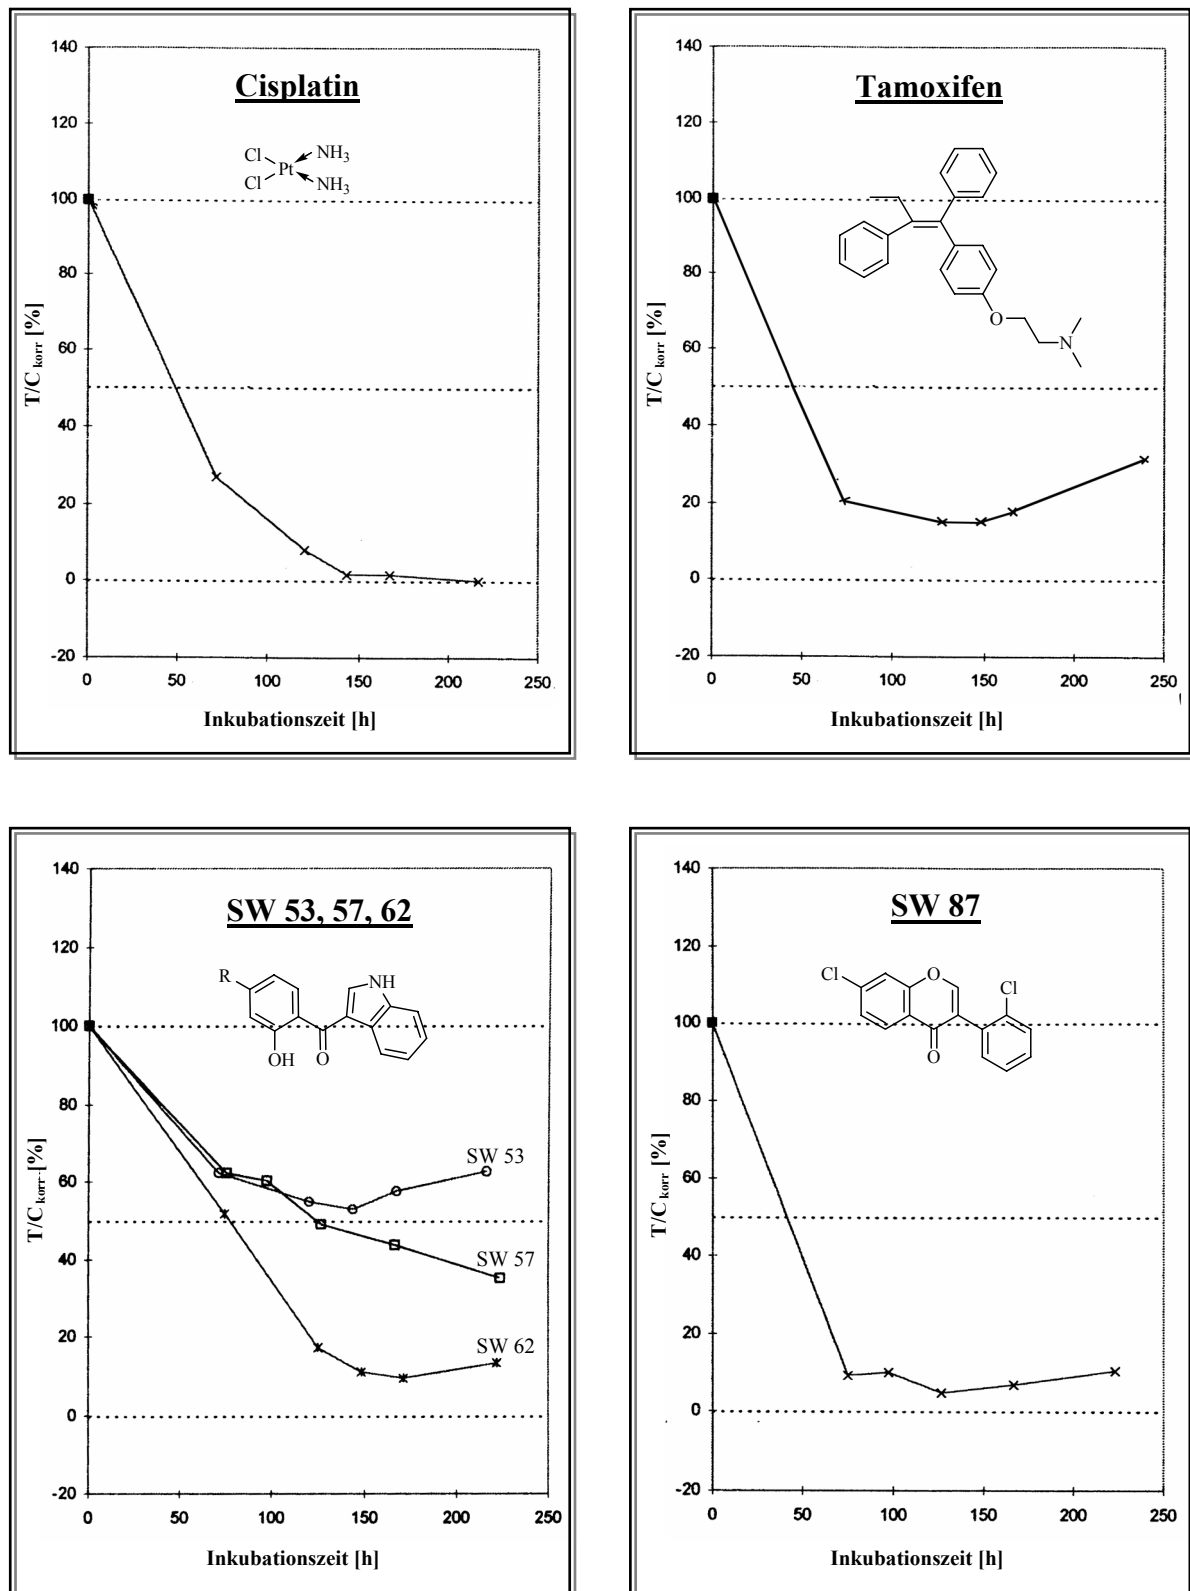 Cisplatin
140
120
100
80
60
40
20
0
-20
T/C korr [%]
Cl
Cl
Pt
NH3
NH3
0 50 100 150 200 250
Inkubationszeit [h]
Tamoxifen
140
120
100
80
60
40
20
0
-20
T/C korr [%]
O
N
0 50 100 150 200 250
Inkubationszeit [h]
SW 53, 57, 62
140
120
100
80
60
40
20
0
-20
T/C korr. [%]
R
NH
OH
O
SW 53
SW 57
SW 62
0 50 100 150 200 250
Inkubationszeit [h]
SW 87
140
120
100
80
60
40
20
0
-20
T/C korr [%]
Cl
O
Cl
O
0 50 100 150 200 250
Inkubationszeit [h]